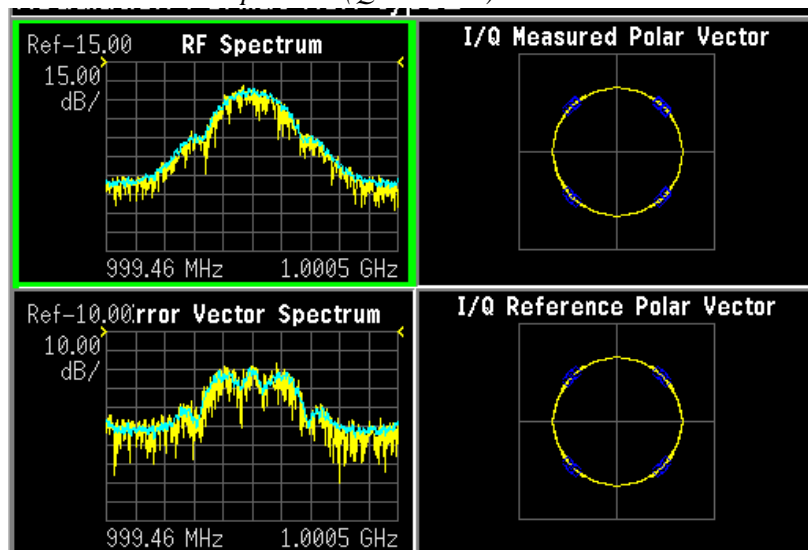 Ref-15.00 RF Spectrum
15.00
dB/
999.46 MHz 1.0005 GHz
I/Q Measured Polar Vector
Ref-10.00 rror Vector Spectrum
10.00
dB/
999.46 MHz 1.0005 GHz
I/Q Reference Polar Vector